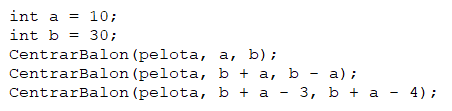 int a = 10;
int b = 30;
CentrarBalon(pelota, a, b);
CentrarBalon(pelota, b + a, b - a);
CentrarBalon(pelota, b + a - 3, b + a - 4);